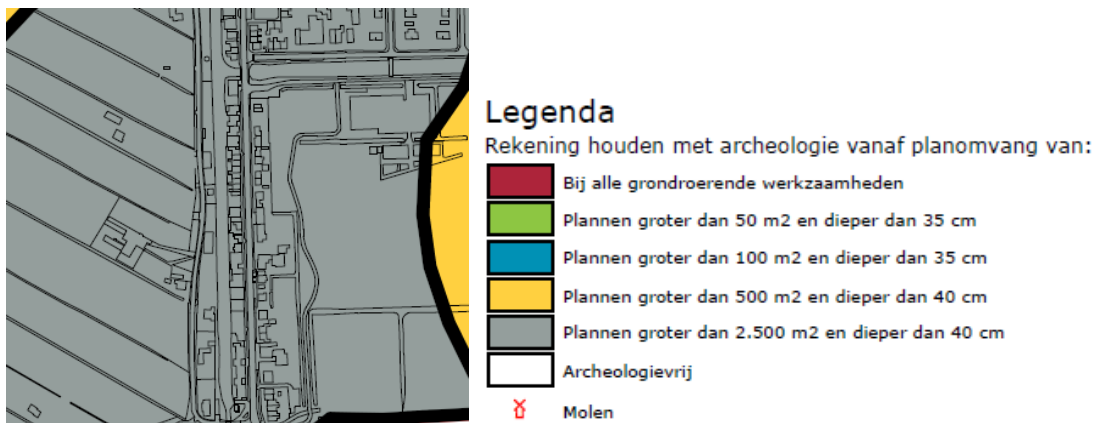 Legenda
Rekening houden met archeologie vanaf planomvang van:
Bij alle grondroerende werkzaamheden
Plannen groter dan 50 m2 en dieper dan 35 cm
Plannen groter dan 100 m2 en dieper dan 35 cm
Plannen groter dan 500 m2 en dieper dan 40 cm
Plannen groter dan 2.500 m2 en dieper dan 40 cm
Archeologievrij
Molen